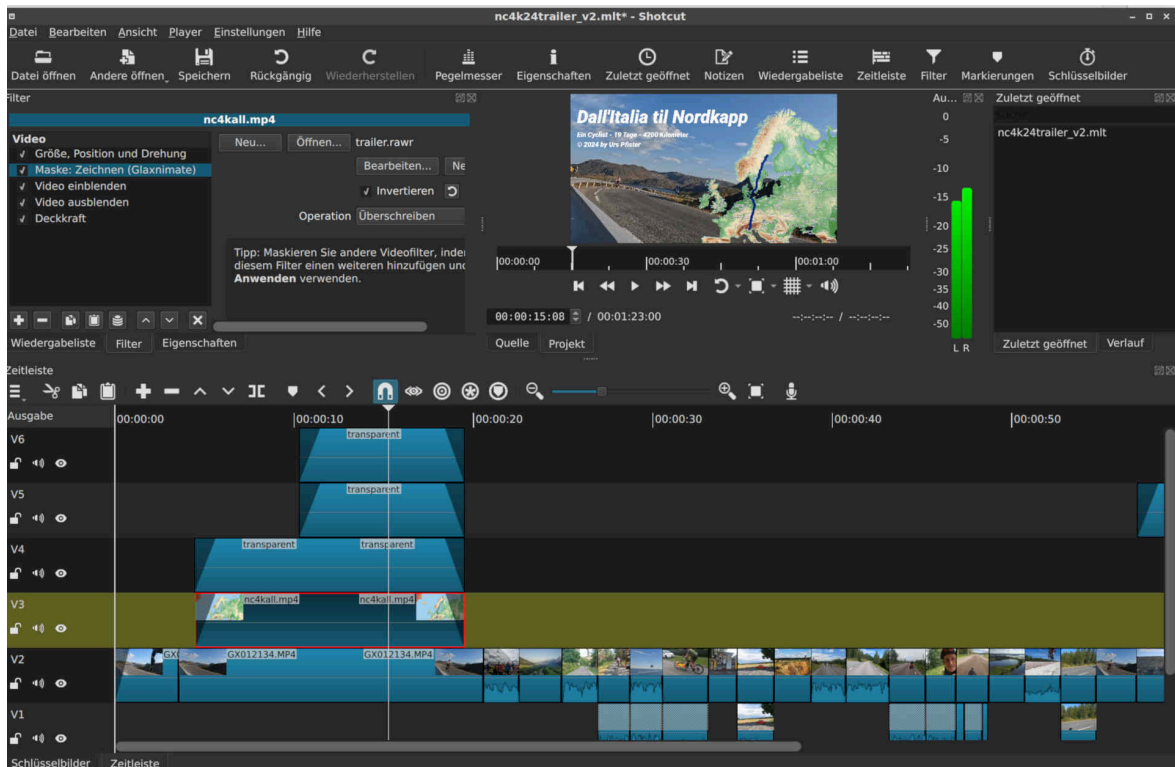 nc4k24trailer_v2.mlt* - Shotcut
Datei Bearbeiten Ansicht Player Einstellungen Hilfe
Datei öffnen Andere öffnen Speichern Rückgängig Wiederherstellen Pegelmesser Eigenschaften Zuletzt geöffnet Notizen Wiedergabeliste Zeitleiste Filter Markierungen Schlüsselbilder
Filter
nc4kall.mp4
Video
Größe, Position und Drehung
Maske: Zeichnen (Glaxnimate)
Video einblenden
Video ausblenden
Deckkraft
Neu... Öffnen... trailer.rawr
Bearbeiten... Ne
Invertieren
Operation Überschreiben
Tipp: Maskieren Sie andere Videofilter, inder
diesem Filter einen weiteren hinzufügen und
Anwenden verwenden.
Wiedergabeliste Filter Eigenschaften
Dall'Italia til Nordkapp
Ein Cyclist - 19 Tage - 4200 Kilometer
© 2024 by Urs Pfister
00:00:00 00:00:30 00:01:00
00:00:15:08 / 00:01:23:00 --:--:--:-- / --:--:--:--
Quelle Projekt
Au...
0
-5
-10
-15
-20
-25
-30
-35
-40
-50
L R
Zuletzt geöffnet
nc4k24trailer_v2.mlt
Zuletzt geöffnet Verlauf
Zeitleiste
Ausgabe 00:00:00 00:00:10 00:00:20 00:00:30 00:00:40 00:00:50
V6
transparent
V5
transparent
V4
transparent transparent
V3
nc4kall.mp4 nc4kall.mp4
V2
GX( GX012134.MP4 GX012134.MP4
V1
Schlüsselbilder Zeitleiste